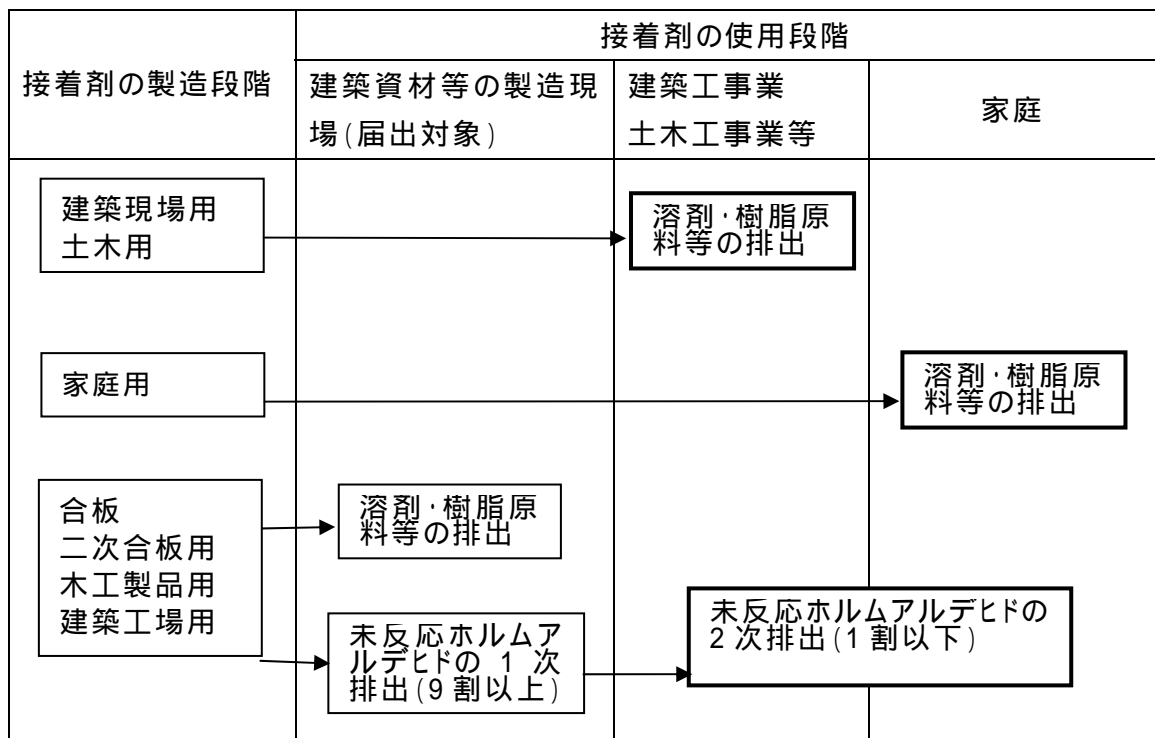 接着剤の製造段階
接着剤の使用段階
建築資材等の製造現
場(届出対象)
建築工事業
土木工事業等
家庭
建築現場用
土木用
溶剤・樹脂原
料等の排出
家庭用
溶剤・樹脂原
料等の排出
合板
二次合板用
木工製品用
建築工場用
溶剤・樹脂原
料等の排出
未反応ホルムア
ルデヒドの 1 次
排出(9割以上)
未反応ホルムアルデヒドの
2次排出(1割以下)